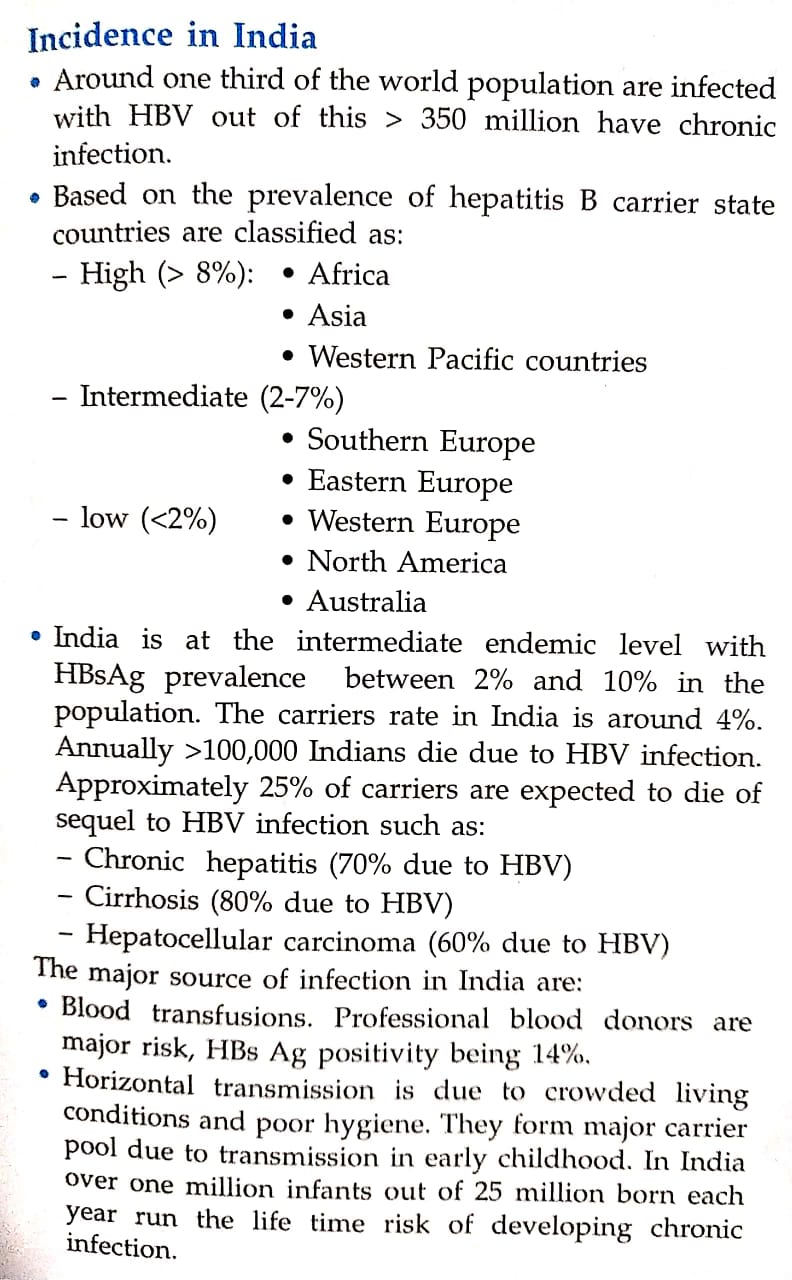 Incidence in India
• Around one third of the world population are infected
with HBV out of this > 350 million have chronic
infection.
• Based on the prevalence of hepatitis B carrier state
countries are classified as:
– High (> 8%): • Africa
• Asia
• Western Pacific countries
– Intermediate (2-7%)
• Southern Europe
• Eastern Europe
– low (<2%) • Western Europe
• North America
• Australia
• India is at the intermediate endemic level with
HBsAg prevalence between 2% and 10% in the
population. The carriers rate in India is around 4%.
Annually >100,000 Indians die due to HBV infection.
Approximately 25% of carriers are expected to die of
sequel to HBV infection such as:
– Chronic hepatitis (70% due to HBV)
– Cirrhosis (80% due to HBV)
– Hepatocellular carcinoma (60% due to HBV)
The major source of infection in India are:
• Blood transfusions. Professional blood donors are
major risk, HBs Ag positivity being 14%.
• Horizontal transmission is due to crowded living
conditions and poor hygiene. They form major carrier
pool due to transmission in early childhood. In India
over one million infants out of 25 million born each
year run the life time risk of developing chronic
infection.